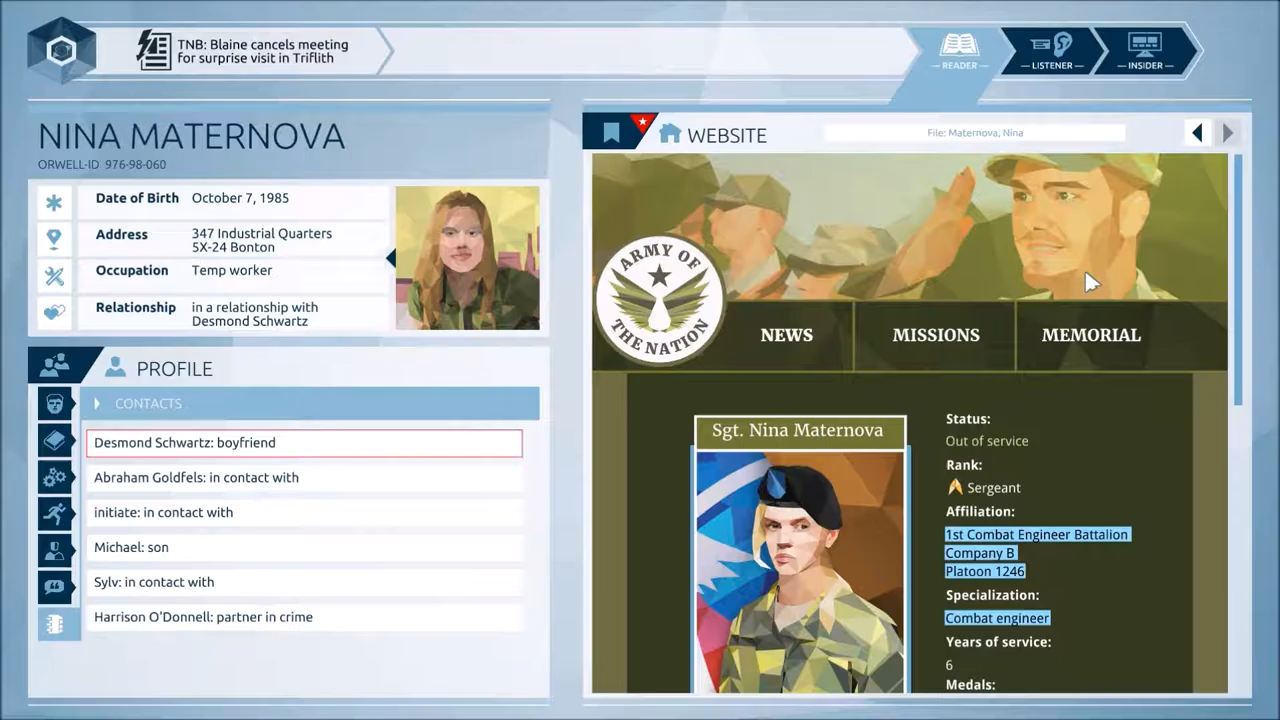 TNB: Blaine cancels meeting
for surprise visit in Triflith
READER
LISTENER
INSIDER
NINA MATERNOVA
ORWELL-ID 976-98-060
Date of Birth October 7, 1985
Address 347 Industrial Quarters
5X-24 Bonton
Occupation Temp worker
Relationship in a relationship with
Desmond Schwartz
PROFILE
CONTACTS
Desmond Schwartz: boyfriend
Abraham Goldfels: in contact with
initiate: in contact with
Michael: son
Sylv: in contact with
Harrison O'Donnell: partner in crime
WEBSITE
File: Maternova, Nina
ARMY OF
THE NATION
NEWS MISSIONS MEMORIAL
Sgt. Nina Maternova
Status:
Out of service
Rank:
Sergeant
Affiliation:
1st Combat Engineer Battalion
Company B
Platoon 1246
Specialization:
Combat engineer
Years of service:
6
Medals: